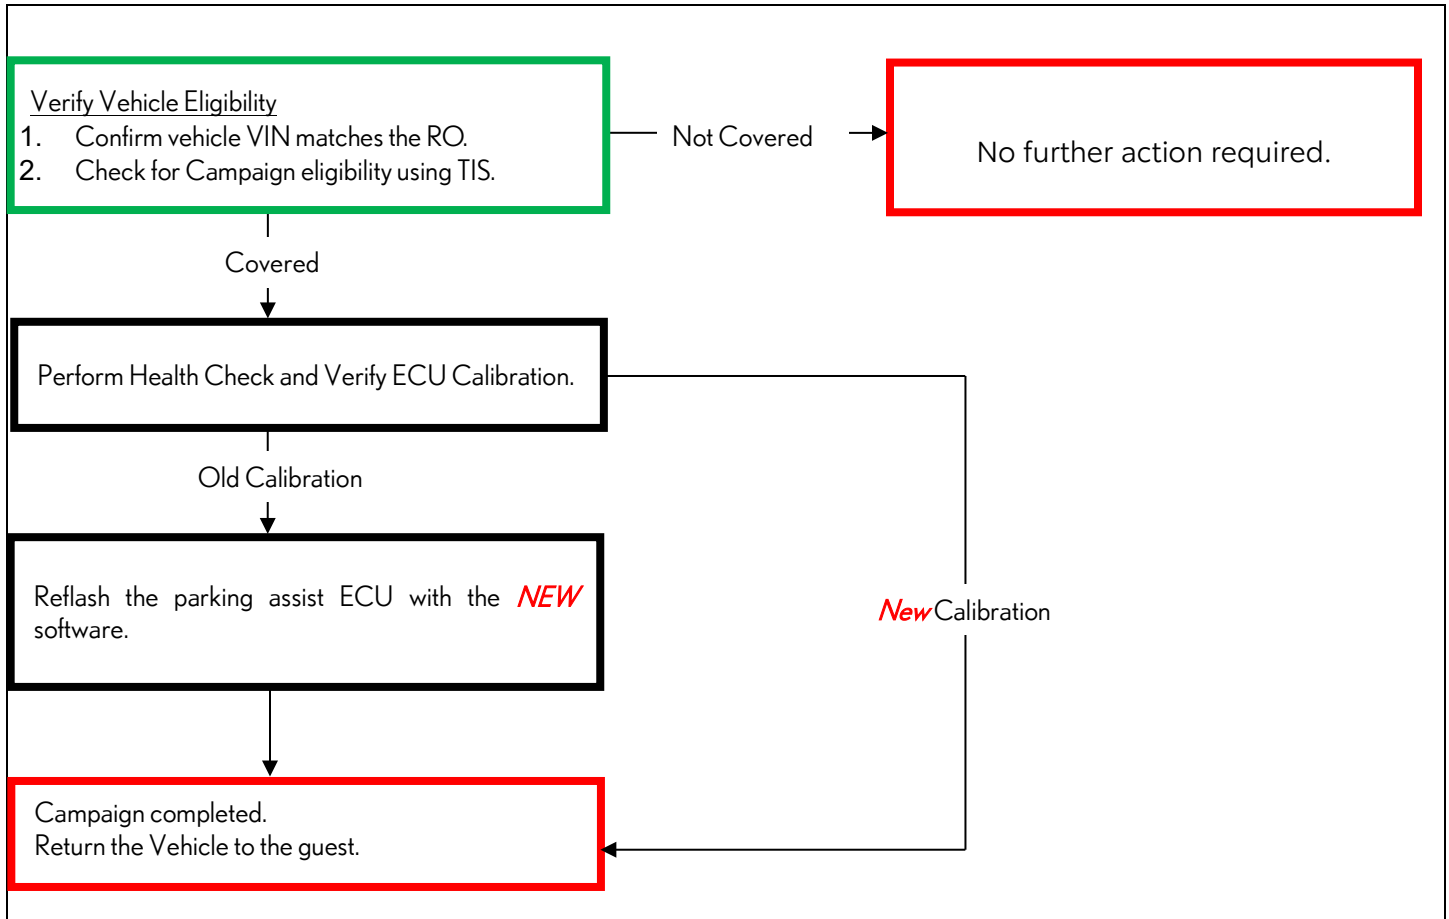 Verify Vehicle Eligibility
1. Confirm vehicle VIN matches the RO.
2. Check for Campaign eligibility using TIS.
Not Covered
No further action required.
Covered
Perform Health Check and Verify ECU Calibration.
Old Calibration
Reflash the parking assist ECU with the NEW
software.
New Calibration
Campaign completed.
Return the Vehicle to the guest.